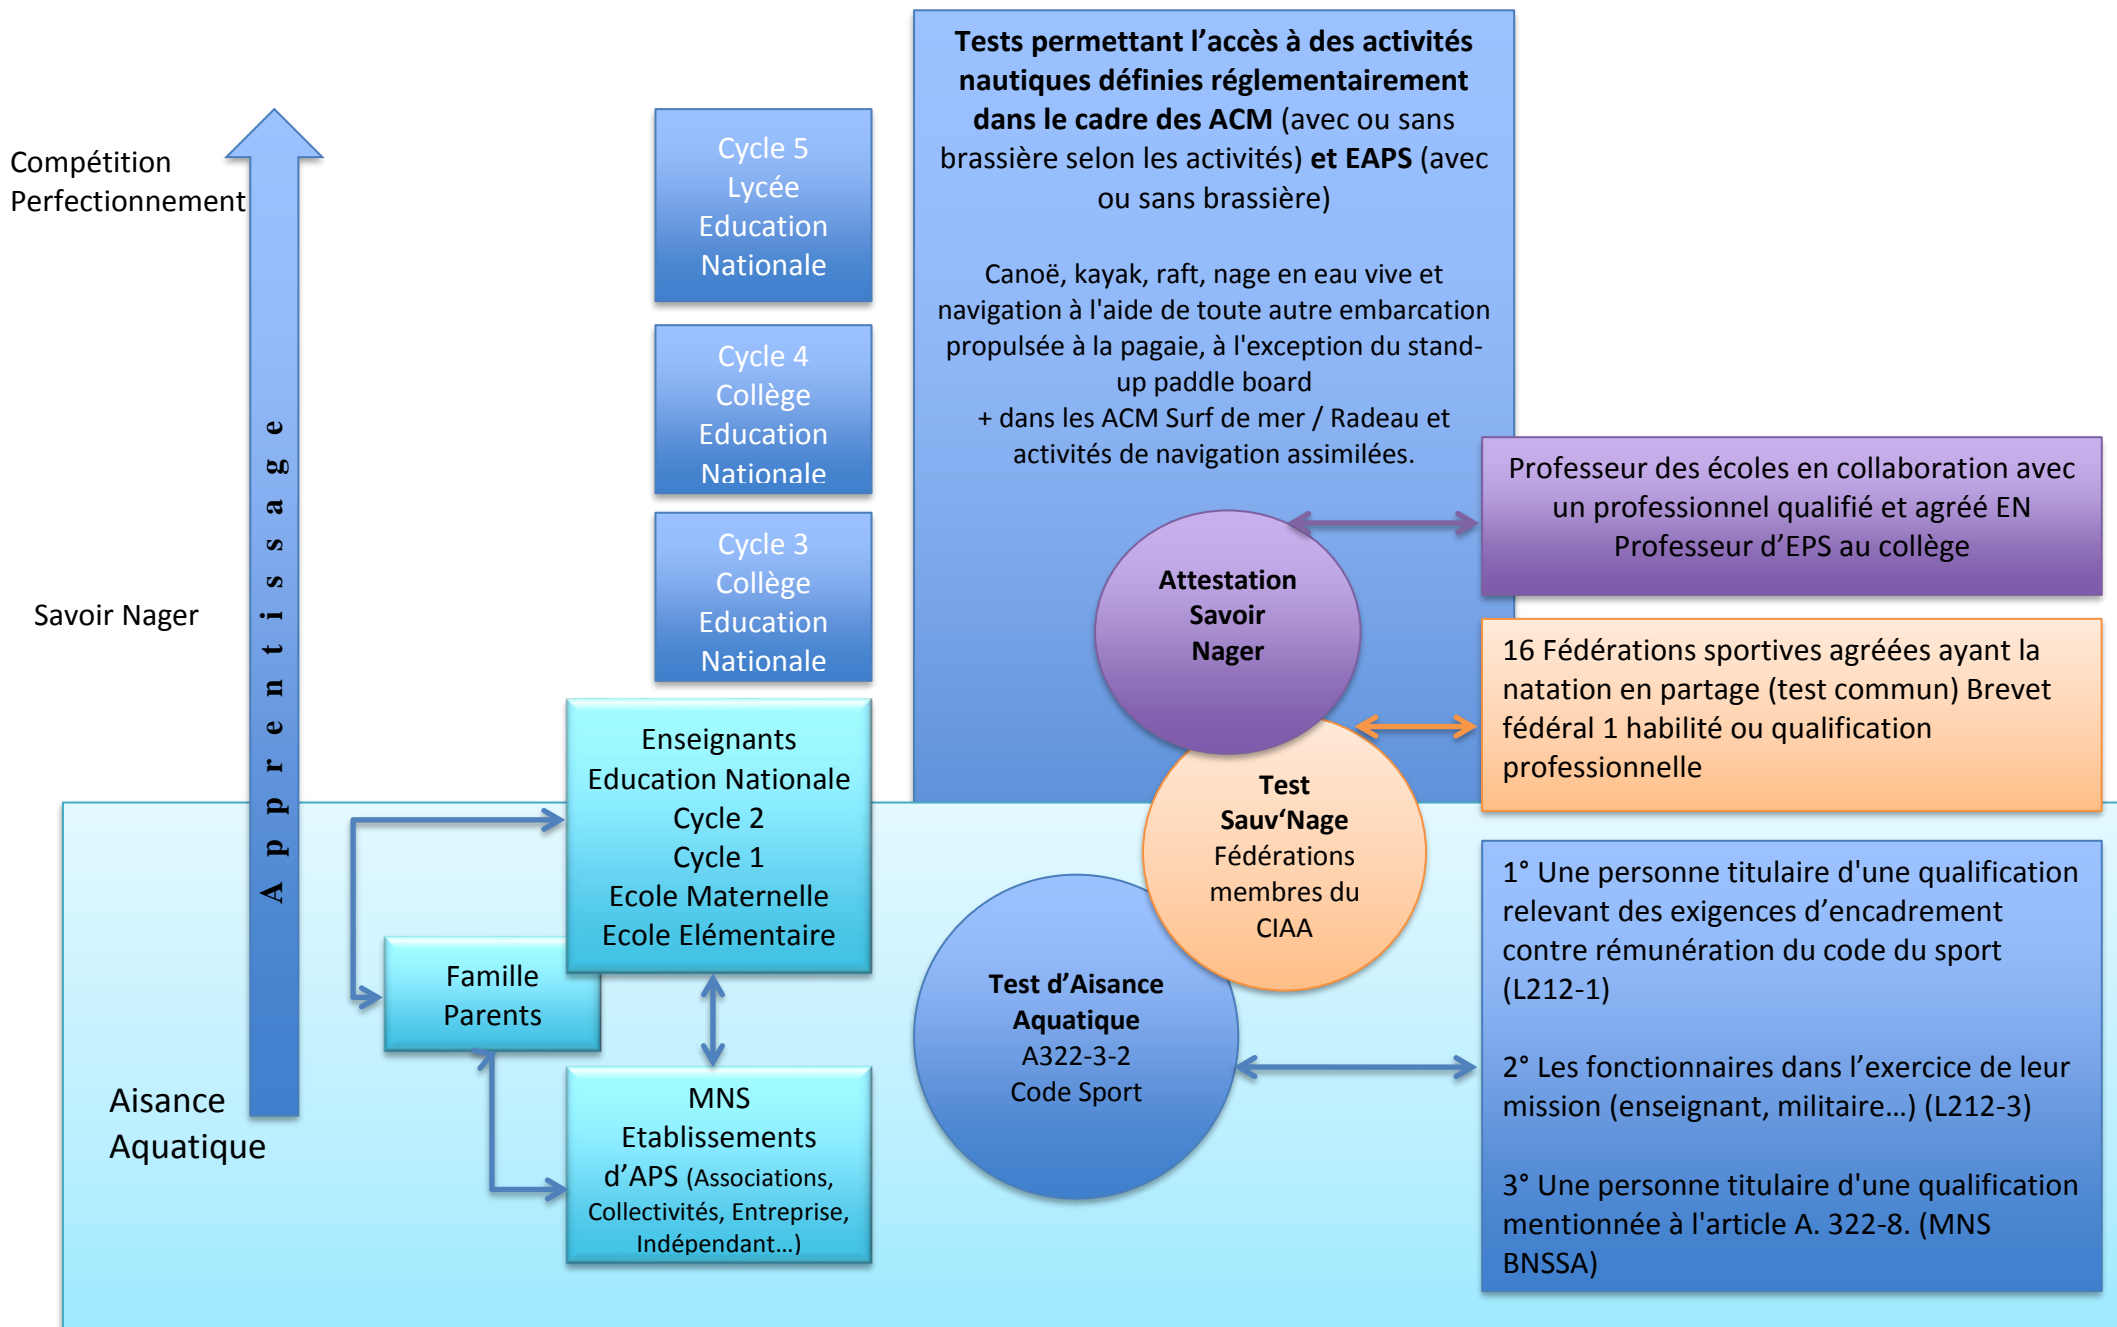 Compétition
Perfectionnement
Savoir Nager
Aisance
Aquatique
Apprentissage
Cycle 5
Lycée
Education
Nationale
Cycle 4
Collège
Education
Nationale
Cycle 3
Collège
Education
Nationale
Enseignants
Education Nationale
Cycle 2
Cycle 1
Ecole Maternelle
Ecole Elémentaire
Famille
Parents
MNS
Etablissements
d’APS (Associations,
Collectivités, Entreprise,
Indépendant…)
Tests permettant l’accès à des activités
nautiques définies réglementairement
dans le cadre des ACM (avec ou sans
brassière selon les activités) et EAPS (avec
ou sans brassière)
Canoë, kayak, raft, nage en eau vive et
navigation à l'aide de toute autre embarcation
propulsée à la pagaie, à l'exception du stand-
up paddle board
+ dans les ACM Surf de mer / Radeau et
activités de navigation assimilées.
Attestation
Savoir
Nager
Test
Sauv‘Nage
Fédérations
membres du
CIAA
Test d’Aisance
Aquatique
A322-3-2
Code Sport
Professeur des écoles en collaboration avec
un professionnel qualifié et agréé EN
Professeur d’EPS au collège
16 Fédérations sportives agréées ayant la
natation en partage (test commun) Brevet
fédéral 1 habilité ou qualification
professionnelle
1° Une personne titulaire d'une qualification
relevant des exigences d’encadrement
contre rémunération du code du sport
(L212-1)
2° Les fonctionnaires dans l’exercice de leur
mission (enseignant, militaire…) (L212-3)
3° Une personne titulaire d'une qualification
mentionnée à l'article A. 322-8. (MNS
BNSSA)